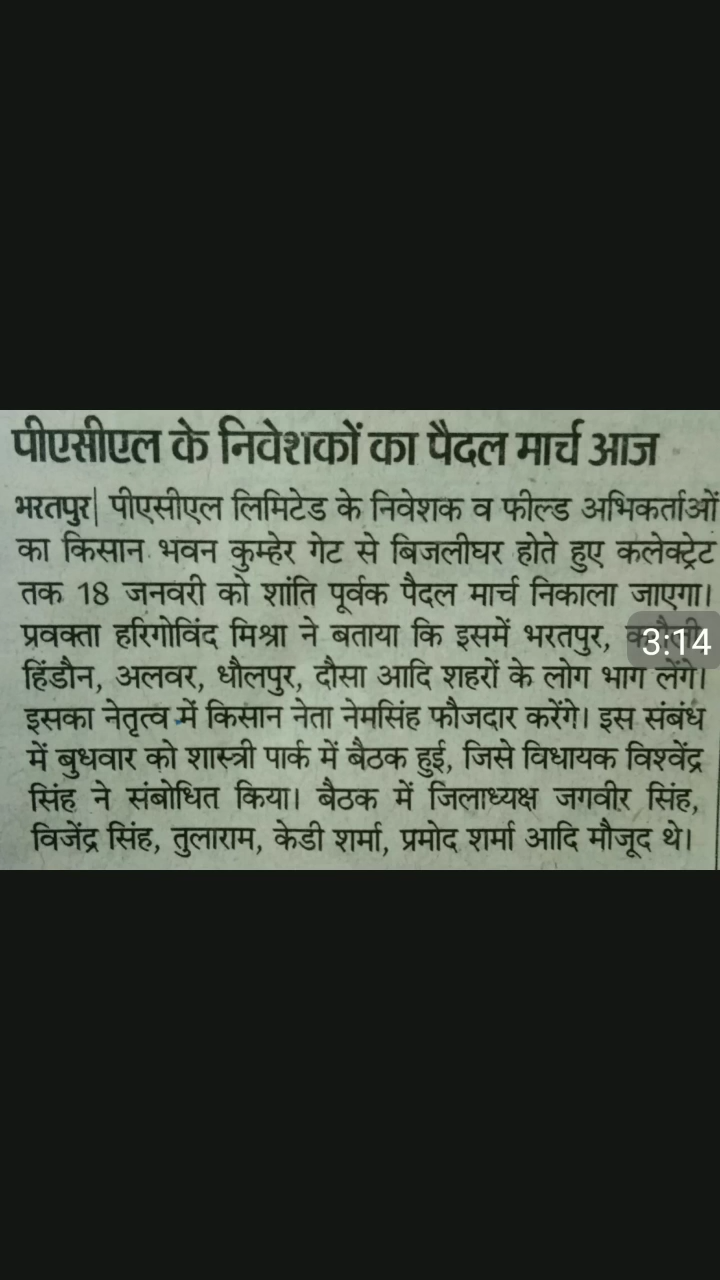 पीएसीएल के निवेशकों का पैदल मार्च आज
भरतपुर| पीएसीएल लिमिटेड के निवेशक व फील्ड अभिकर्ताओं
का किसान भवन कुम्हेर गेट से बिजलीघर होते हुए कलेक्ट्रेट
तक 18 जनवरी को शांति पूर्वक पैदल मार्च निकाला जाएगा।
प्रवक्ता हरिगोविंद मिश्रा ने बताया कि इसमें भरतपुर,
3:14
हिंडौन, अलवर, धौलपुर, दौसा आदि शहरों के लोग भाग लेंगे।
इसका नेतृत्व में किसान नेता नेमसिंह फौजदार करेंगे। इस संबंध
में बुधवार को शास्त्री पार्क में बैठक हुई, जिसे विधायक विश्वेंद्र
सिंह ने संबोधित किया। बैठक में जिलाध्यक्ष जगवीर सिंह,
विजेंद्र सिंह, तुलाराम, केडी शर्मा, प्रमोद शर्मा आदि मौजूद थे।